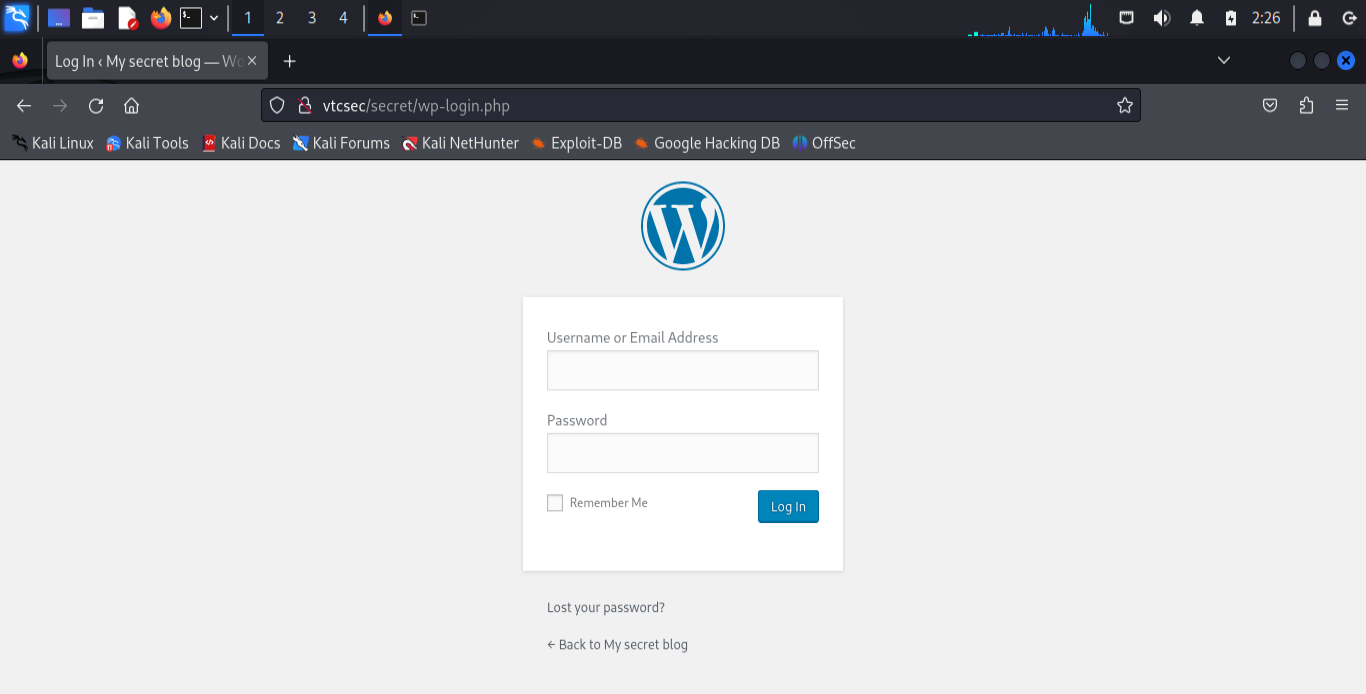 1 2 3 4 2:26
Log In ‹ My secret blog — Wo
vtcsec/secret/wp-login.php
Kali Linux Kali Tools Kali Docs Kali Forums Kali NetHunter Exploit-DB Google Hacking DB OffSec
Username or Email Address
Password
Remember Me Log In
Lost your password?
← Back to My secret blog